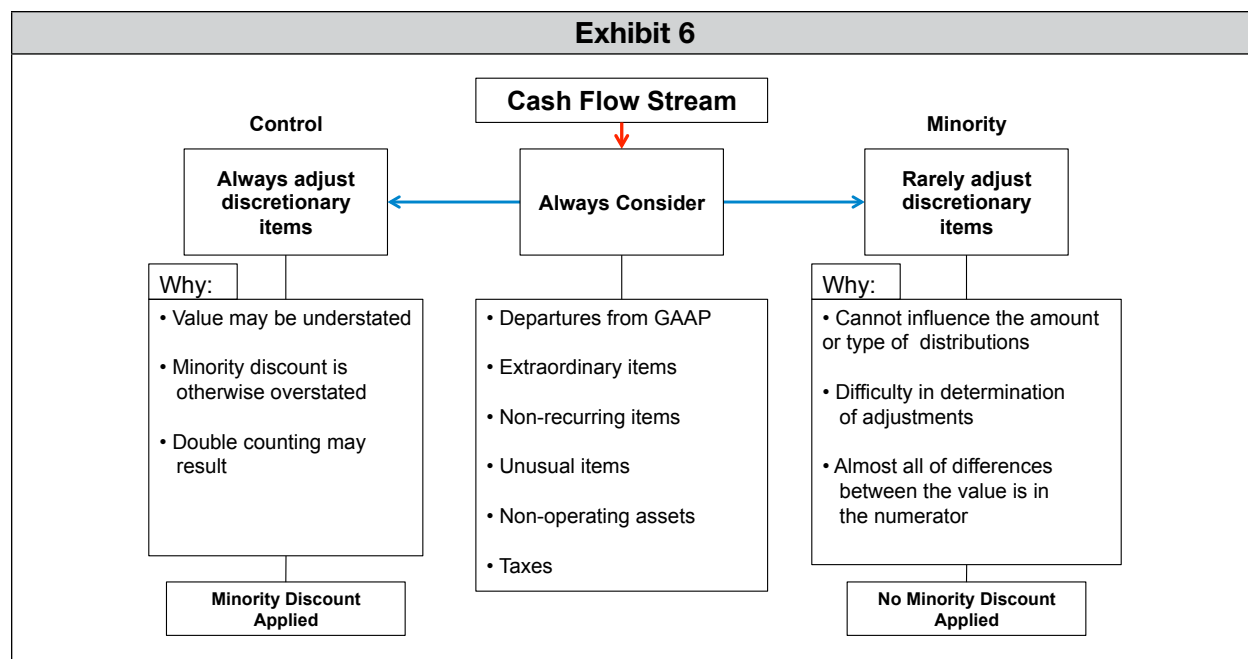 Exhibit 6
Cash Flow Stream
Control
Minority
Always adjust
discretionary
items
Always Consider
Rarely adjust
discretionary
items
Why:
• Value may be understated
• Minority discount is
otherwise overstated
• Double counting may
result
• Departures from GAAP
• Extraordinary items
• Non-recurring items
• Unusual items
• Non-operating assets
• Taxes
Why:
• Cannot influence the amount
or type of distributions
• Difficulty in determination
of adjustments
• Almost all of differences
between the value is in
the numerator
Minority Discount
Applied
No Minority Discount
Applied